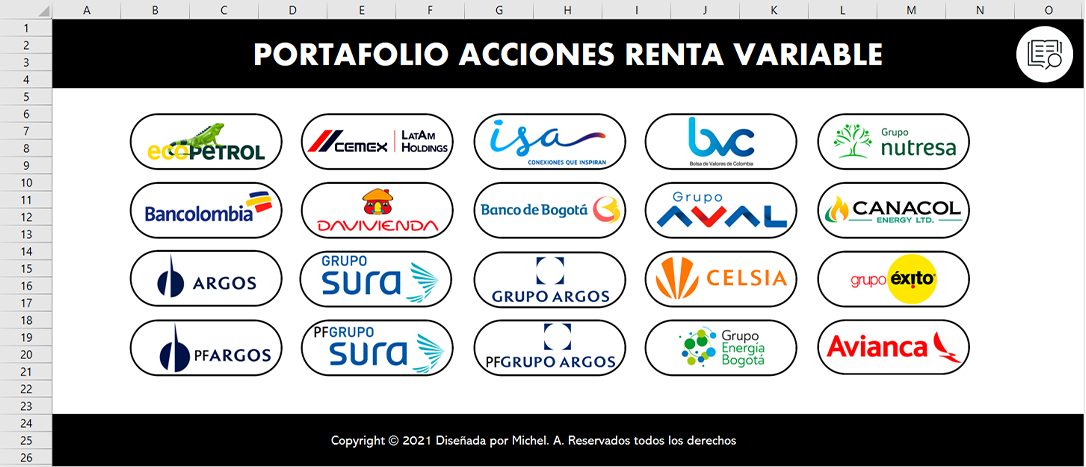 A B C D E F G H I J K L M N O
1
2
3
4
5
6
7
8
9
10
11
12
13
14
15
16
17
18
19
20
21
22
23
24
25
26
PORTAFOLIO ACCIONES RENTA VARIABLE
ecopetrol
CEMEX
LatAm
Holdings
isa
CONEXIONES QUE INSPIRAN
bvc
Bolsa de Valores de Colombia
Grupo
nutresa
Bancolombia
DAVIVIENDA
Banco de Bogotá
Grupo
AVAL
CANACOL
ENERGY LTD.
ARGOS
GRUPO
sura
GRUPO ARGOS
CELSIA
grupo éxito
PFARGOS
PFGRUPO
sura
PFGRUPO ARGOS
Grupo
Energía
Bogotá
Avianca
Copyright © 2021 Diseñada por Michel. A. Reservados todos los derechos